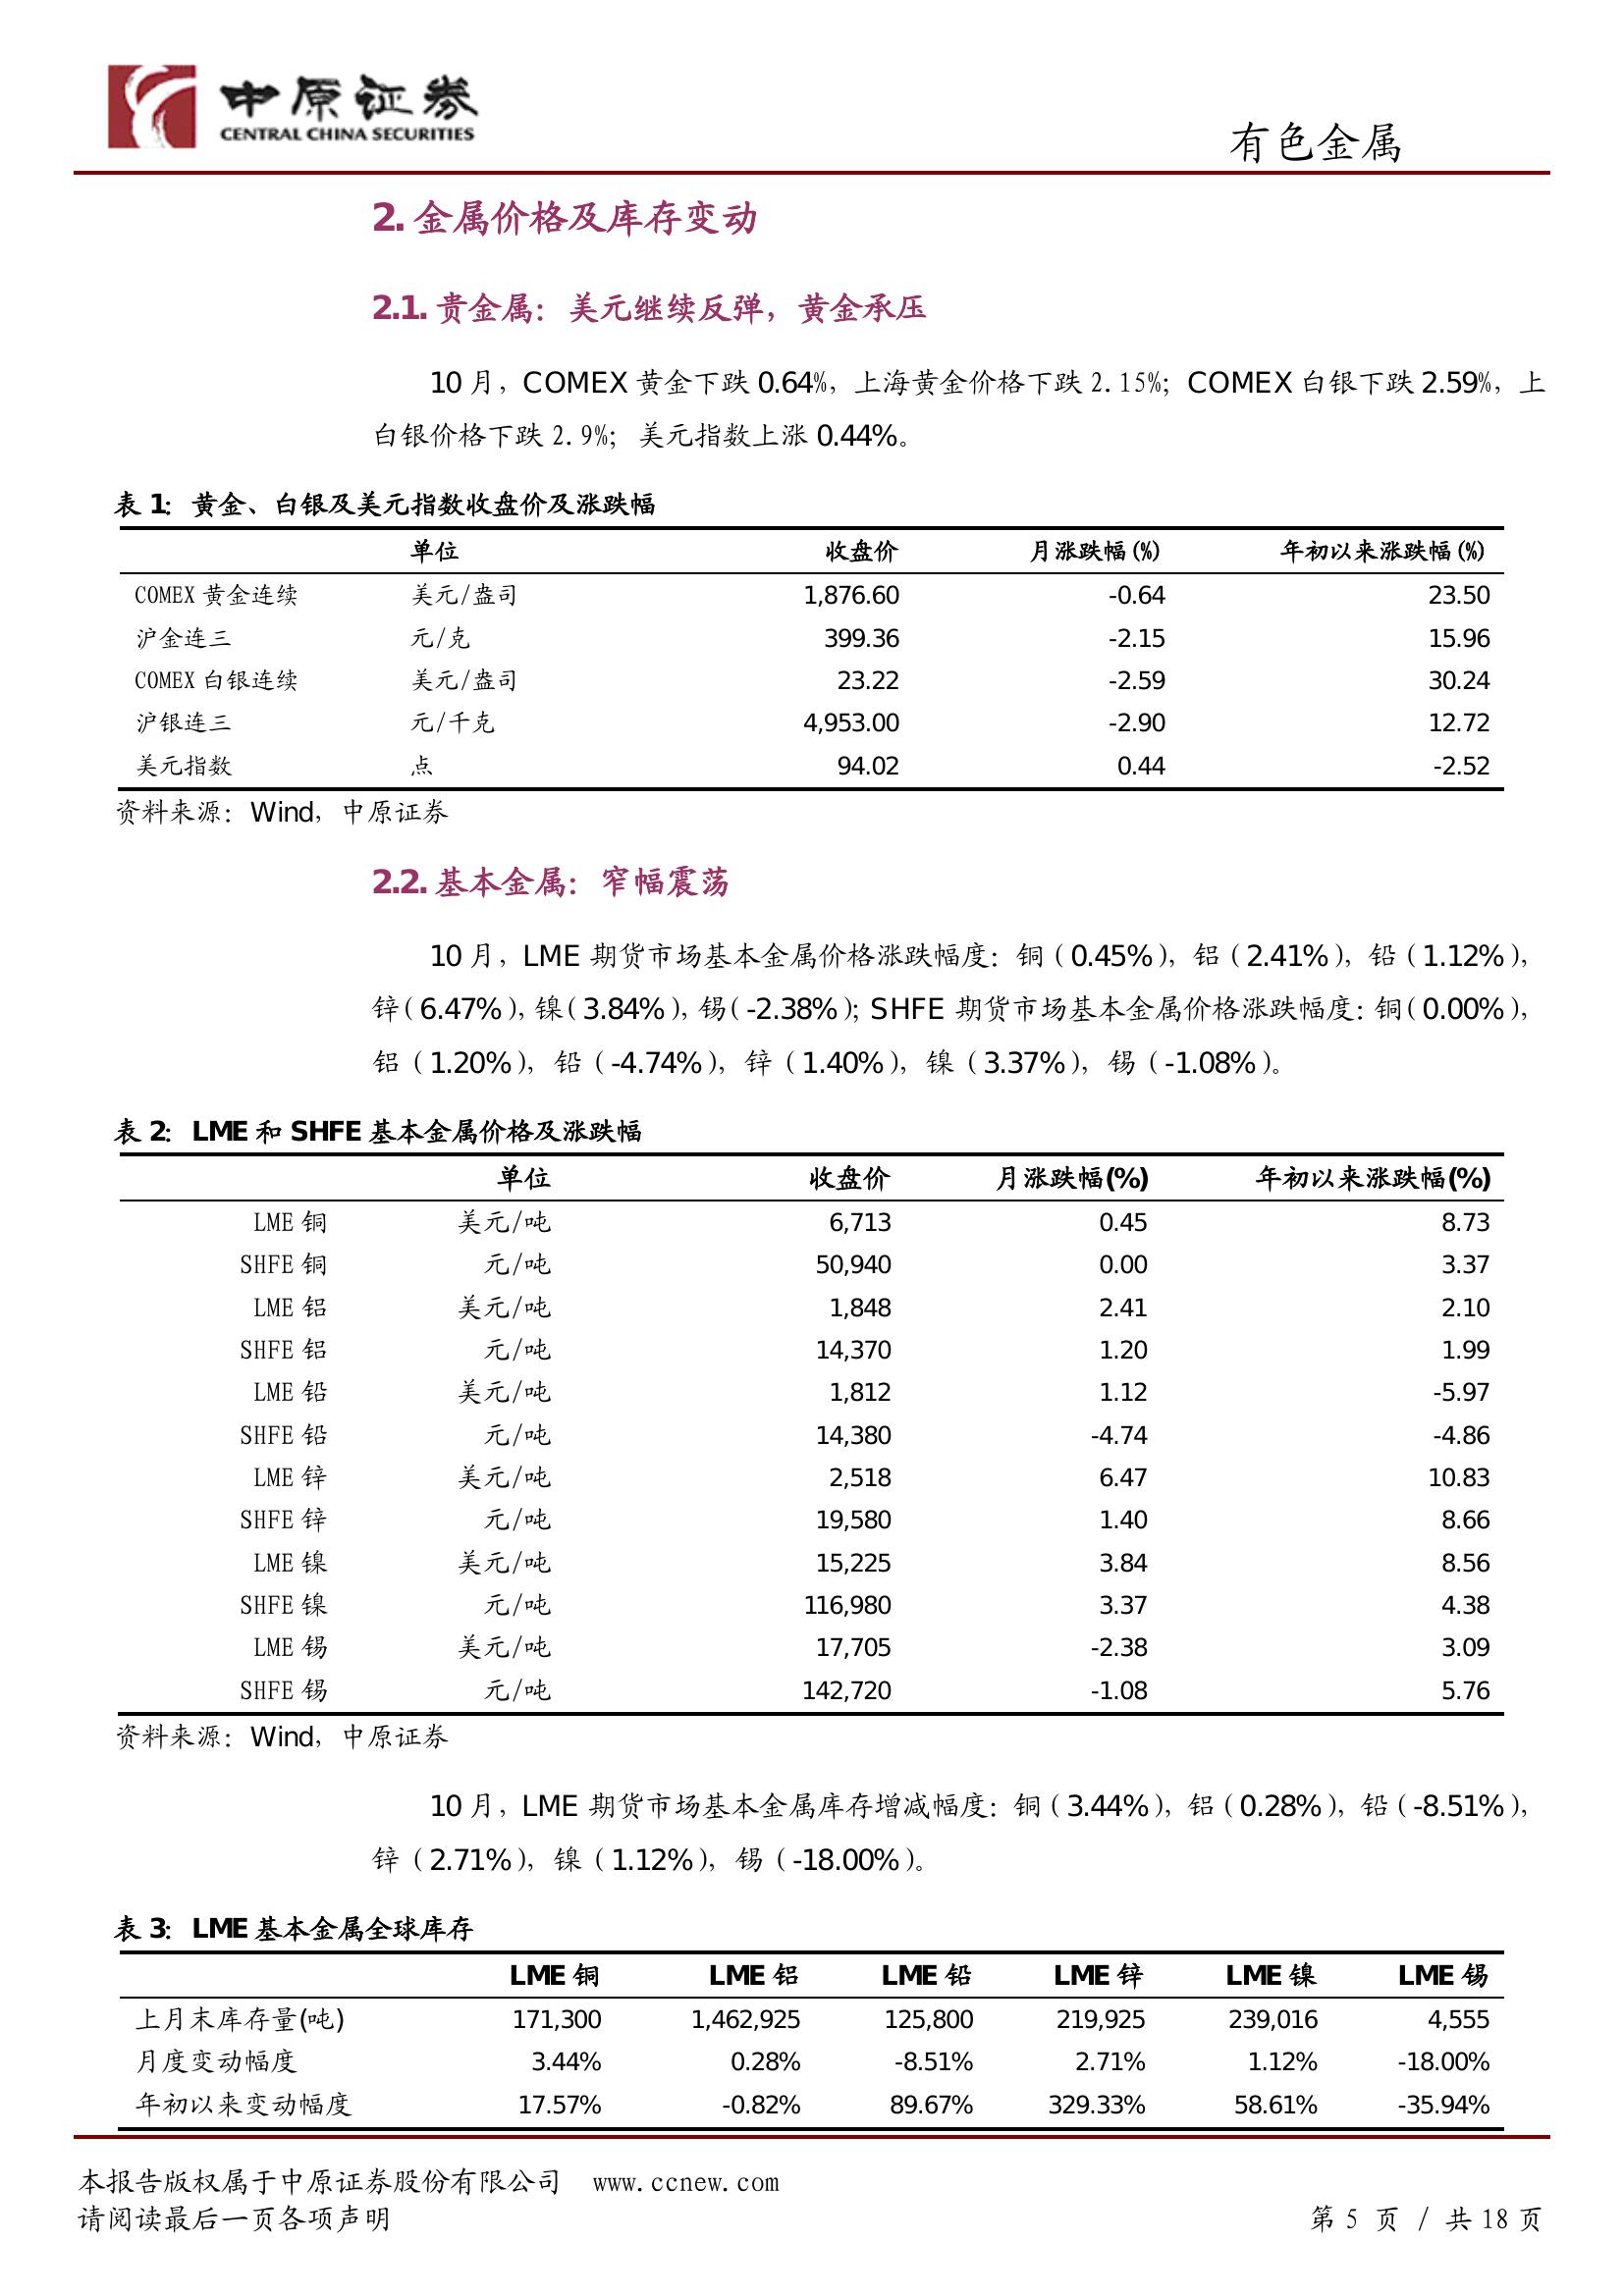 中原证券
CENTRAL CHINA SECURITIES
有色金属
2. 金属价格及库存变动
2.1. 贵金属：美元继续反弹，黄金承压
10 月，COMEX 黄金下跌 0.64%，上海黄金价格下跌 2.15%；COMEX 白银下跌 2.59%，上
白银价格下跌 2.9%；美元指数上涨 0.44%。
表 1：黄金、白银及美元指数收盘价及涨跌幅
单位 收盘价 月涨跌幅(%) 年初以来涨跌幅(%)
COMEX 黄金连续 美元/盎司 1,876.60 -0.64 23.50
沪金连三 元/克 399.36 -2.15 15.96
COMEX 白银连续 美元/盎司 23.22 -2.59 30.24
沪银连三 元/千克 4,953.00 -2.90 12.72
美元指数 点 94.02 0.44 -2.52
资料来源：Wind，中原证券
2.2. 基本金属：窄幅震荡
10 月，LME 期货市场基本金属价格涨跌幅度：铜（0.45%），铝（2.41%），铅（1.12%），
锌（6.47%），镍（3.84%），锡（-2.38%）；SHFE 期货市场基本金属价格涨跌幅度：铜（0.00%），
铝（1.20%），铅（-4.74%），锌（1.40%），镍（3.37%），锡（-1.08%）。
表 2：LME 和 SHFE 基本金属价格及涨跌幅
单位 收盘价 月涨跌幅(%) 年初以来涨跌幅(%)
LME 铜 美元/吨 6,713 0.45 8.73
SHFE 铜 元/吨 50,940 0.00 3.37
LME 铝 美元/吨 1,848 2.41 2.10
SHFE 铝 元/吨 14,370 1.20 1.99
LME 铅 美元/吨 1,812 1.12 -5.97
SHFE 铅 元/吨 14,380 -4.74 -4.86
LME 锌 美元/吨 2,518 6.47 10.83
SHFE 锌 元/吨 19,580 1.40 8.66
LME 镍 美元/吨 15,225 3.84 8.56
SHFE 镍 元/吨 116,980 3.37 4.38
LME 锡 美元/吨 17,705 -2.38 3.09
SHFE 锡 元/吨 142,720 -1.08 5.76
资料来源：Wind，中原证券
10 月，LME 期货市场基本金属库存增减幅度：铜（3.44%），铝（0.28%），铅（-8.51%），
锌（2.71%），镍（1.12%），锡（-18.00%）。
表 3：LME 基本金属全球库存
LME 铜 LME 铝 LME 铅 LME 锌 LME 镍 LME 锡
上月末库存量(吨) 171,300 1,462,925 125,800 219,925 239,016 4,555
月度变动幅度 3.44% 0.28% -8.51% 2.71% 1.12% -18.00%
年初以来变动幅度 17.57% -0.82% 89.67% 329.33% 58.61% -35.94%
本报告版权属于中原证券股份有限公司 www.ccnew.com
请阅读最后一页各项声明 第 5 页 / 共 18 页